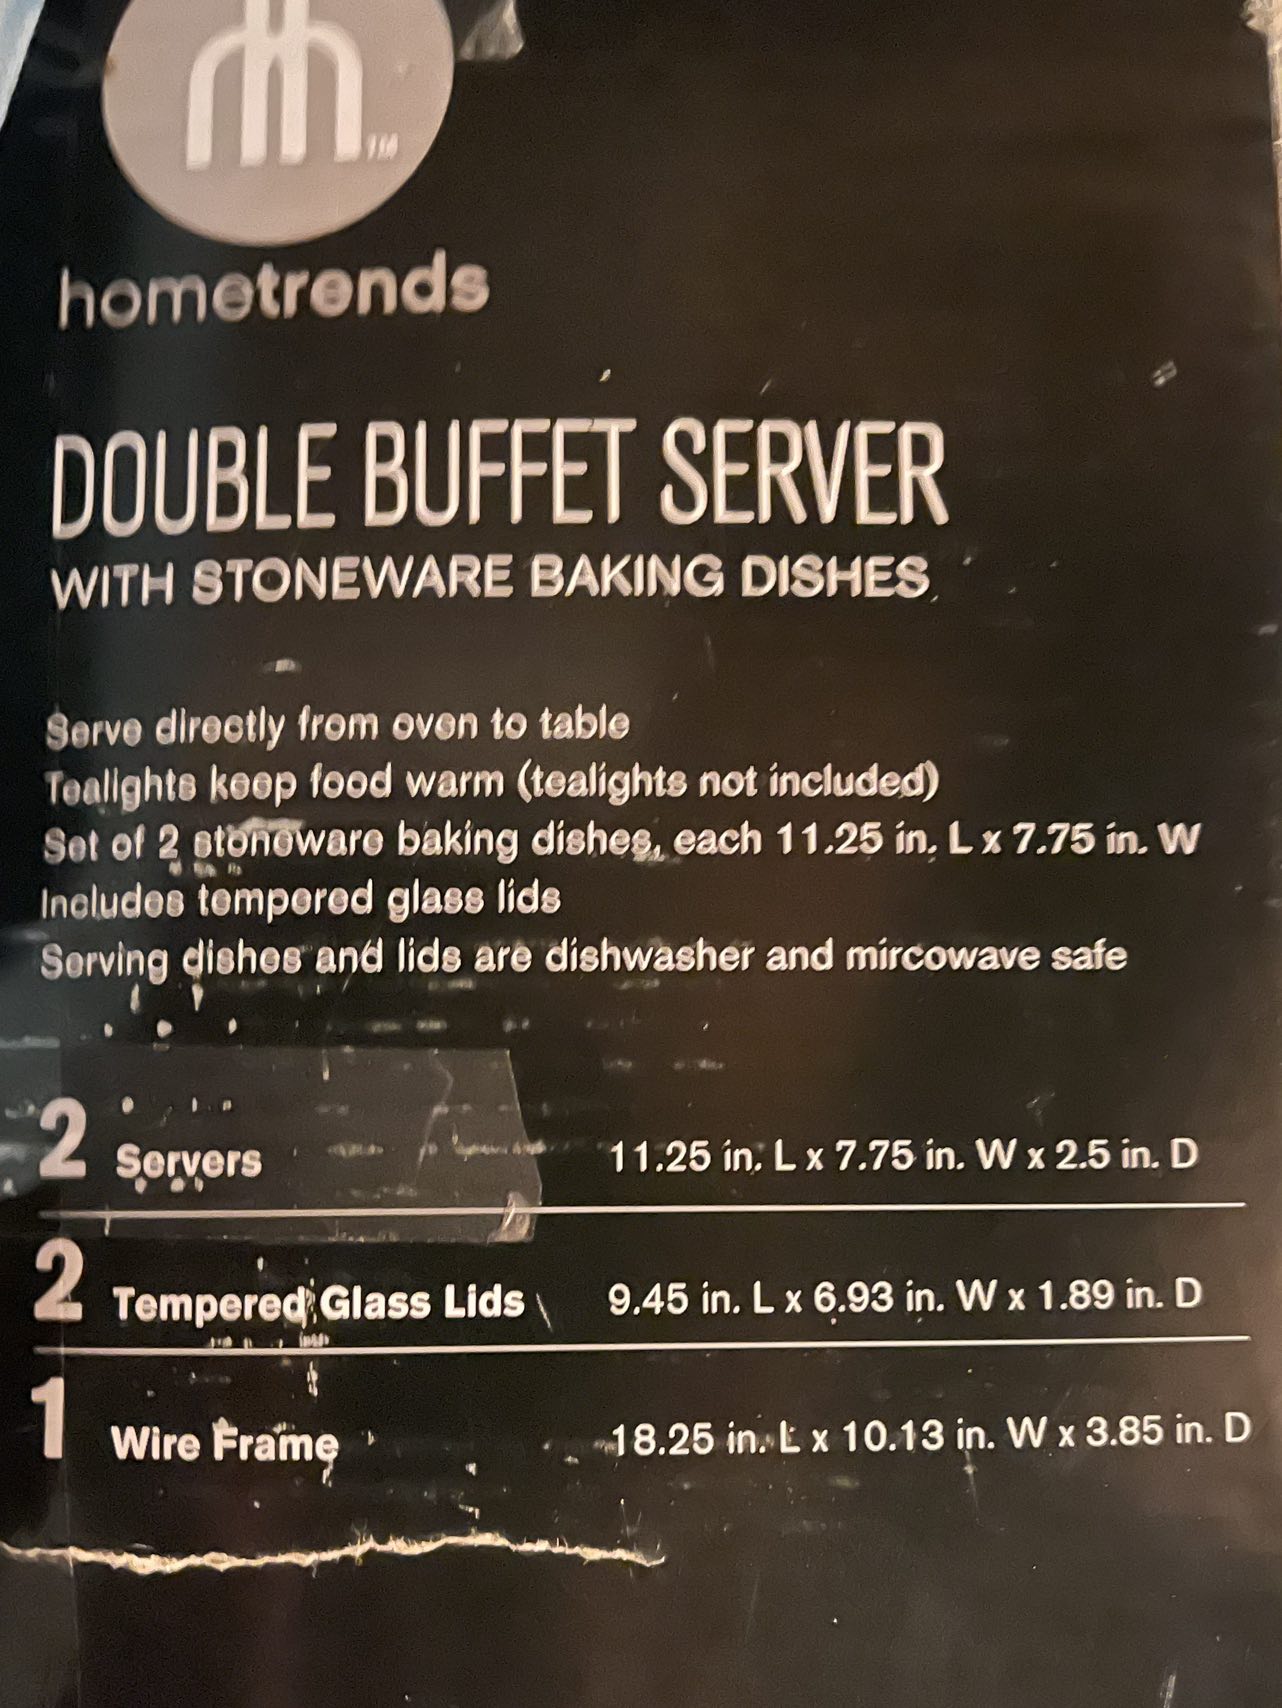 TM
hometrends
DOUBLE BUFFET SERVER
WITH STONEWARE BAKING DISHES
Serve directly from oven to table
Tealights keep food warm (tealights not included)
Set of 2 stoneware baking dishes, each 11.25 in. L x 7.75 in. W
Includes tempered glass lids
Serving dishes and lids are dishwasher and mircowave safe
2 Servers 11.25 in. L x 7.75 in. W x 2.5 in. D
2 Tempered Glass Lids 9.45 in. L x 6.93 in. W x 1.89 in. D
1 Wire Frame 18.25 in. L x 10.13 in. W x 3.85 in. D